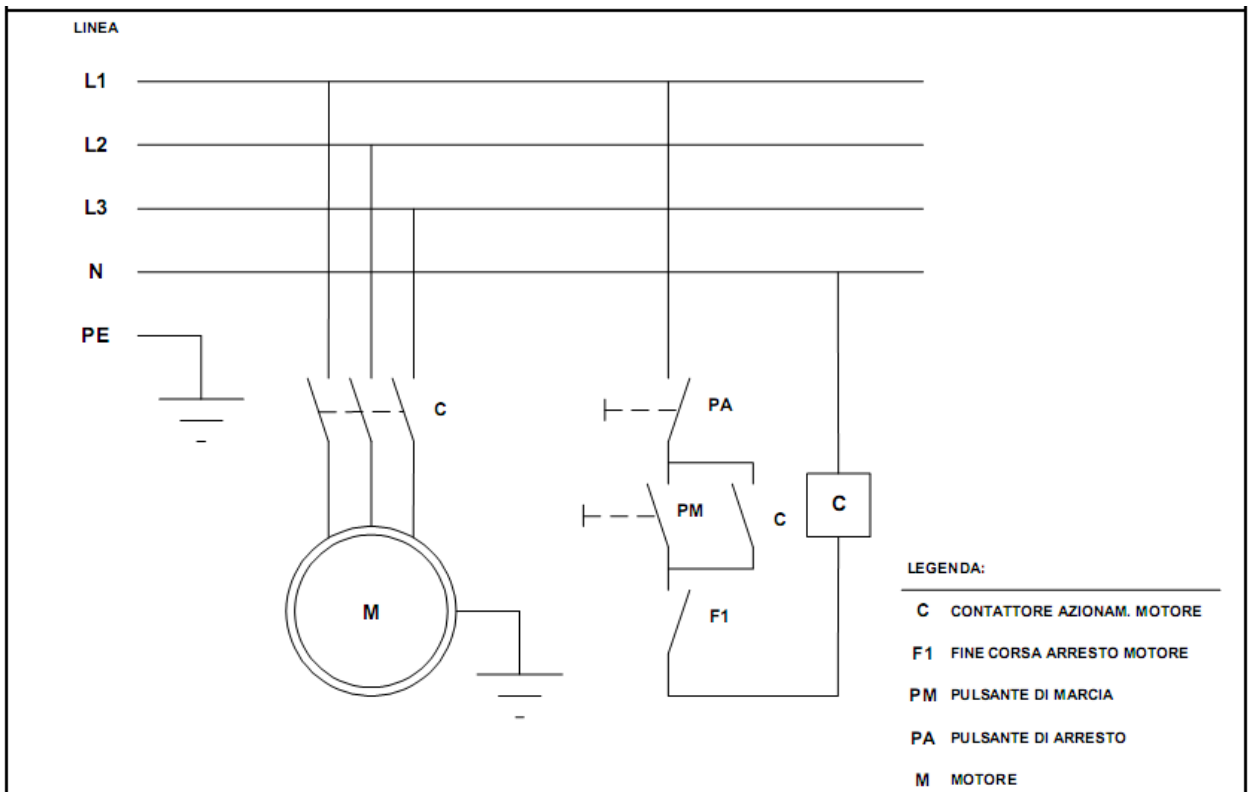 LINEA
L1
L2
L3
N
PE
C
PA
PM
C
C
F1
M
LEGENDA:
C CONTATTORE AZIONAM. MOTORE
F1 FINE CORSA ARRESTO MOTORE
PM PULSANTE DI MARCIA
PA PULSANTE DI ARRESTO
M MOTORE